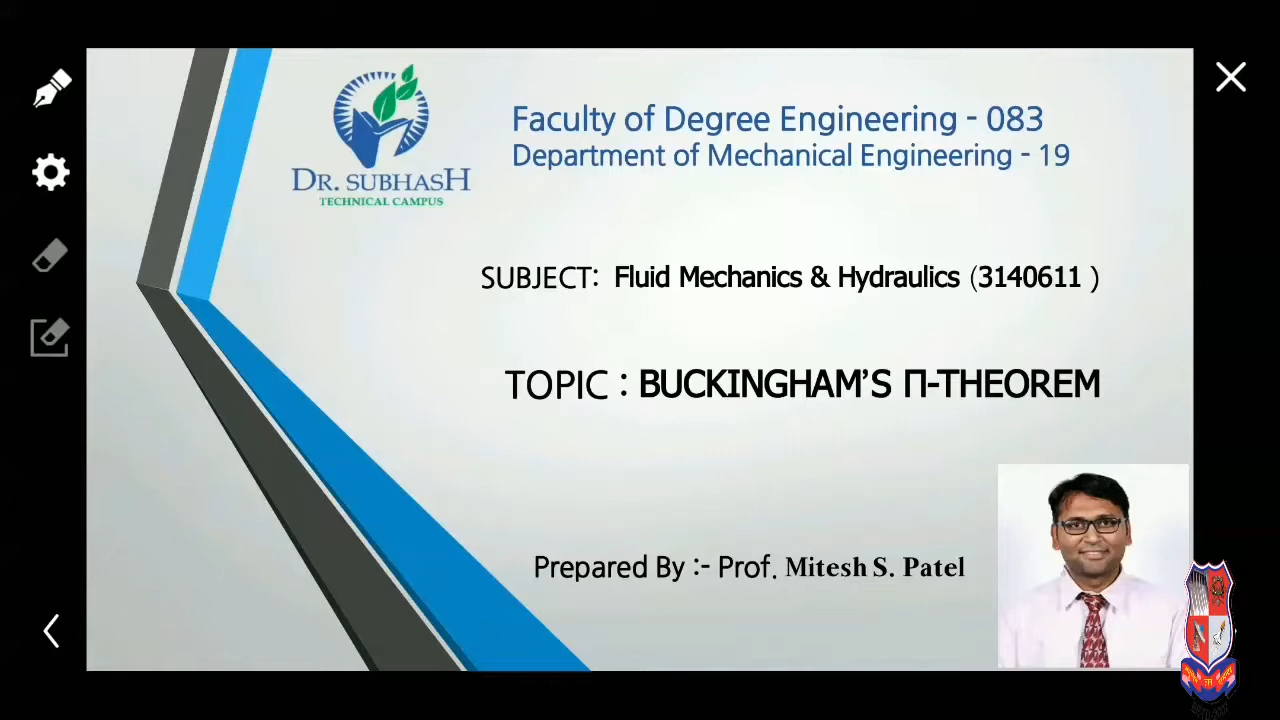 Faculty of Degree Engineering - 083
Department of Mechanical Engineering - 19
DR. SUBHASH
TECHNICAL CAMPUS
SUBJECT: Fluid Mechanics & Hydraulics (3140611 )
TOPIC : BUCKINGHAM’S Π-THEOREM
Prepared By :- Prof. Mitesh S. Patel